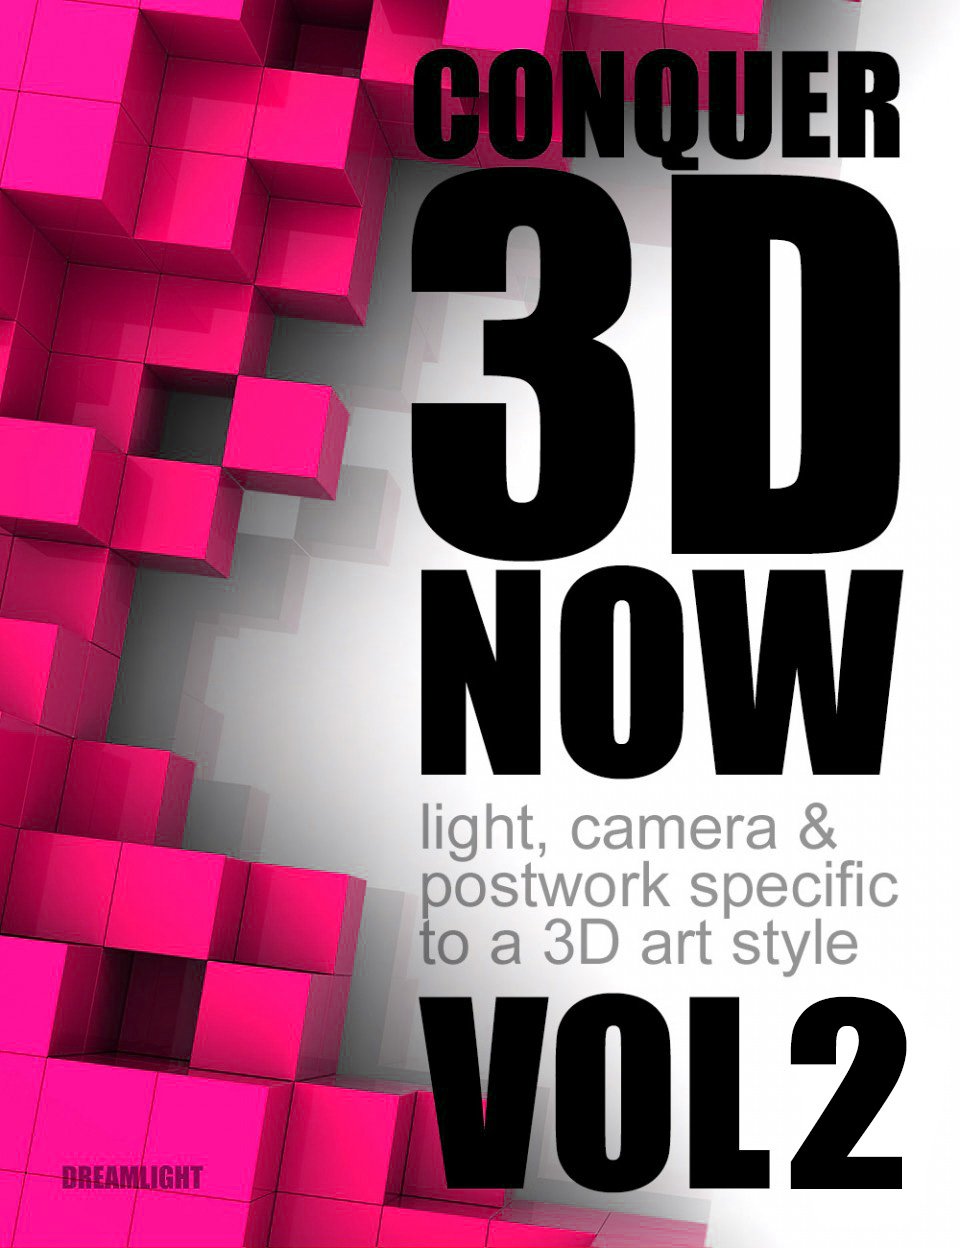 CONQUER
3D
NOW
light, camera &
postwork specific
to a 3D art style
VOL2
DREAMLIGHT